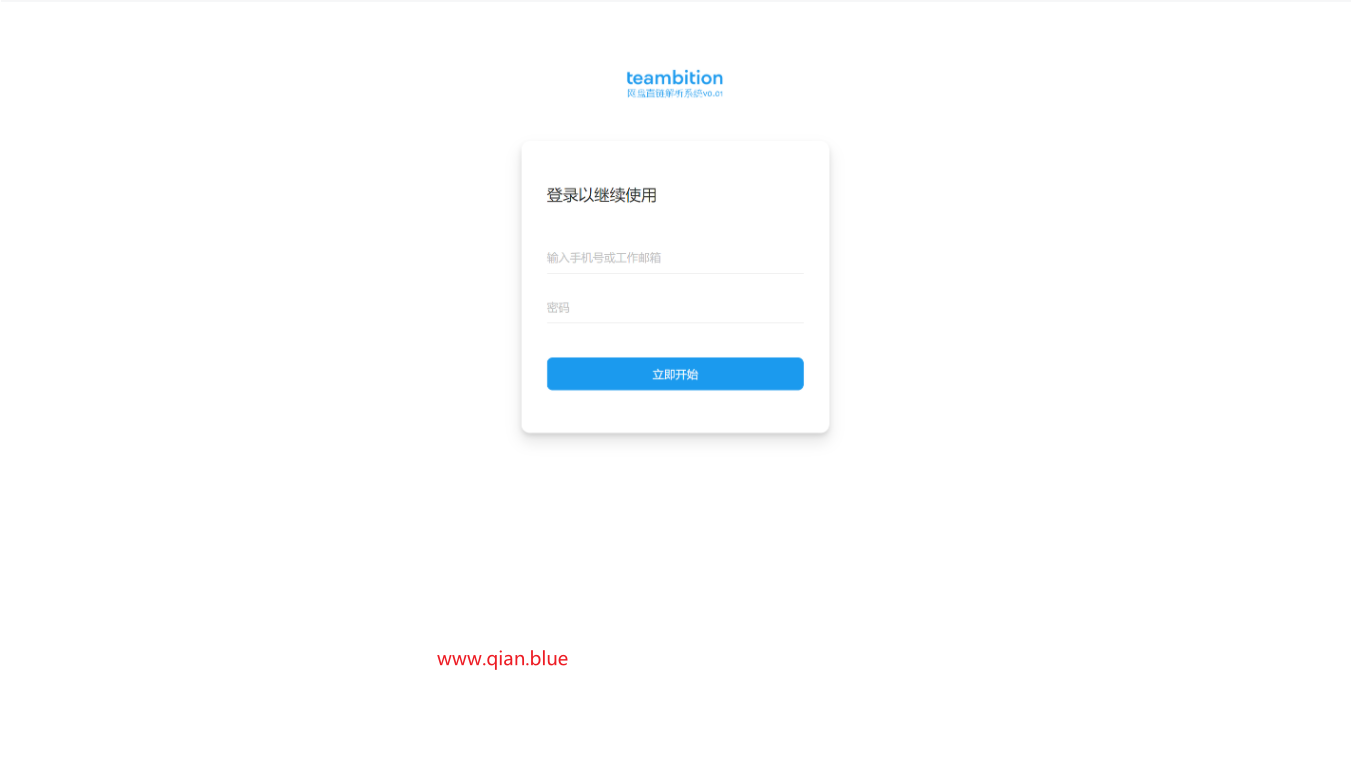 teambition
网盘直链解析系统v0.01
登录以继续使用
输入手机号或工作邮箱
密码
立即开始
www.qian.blue